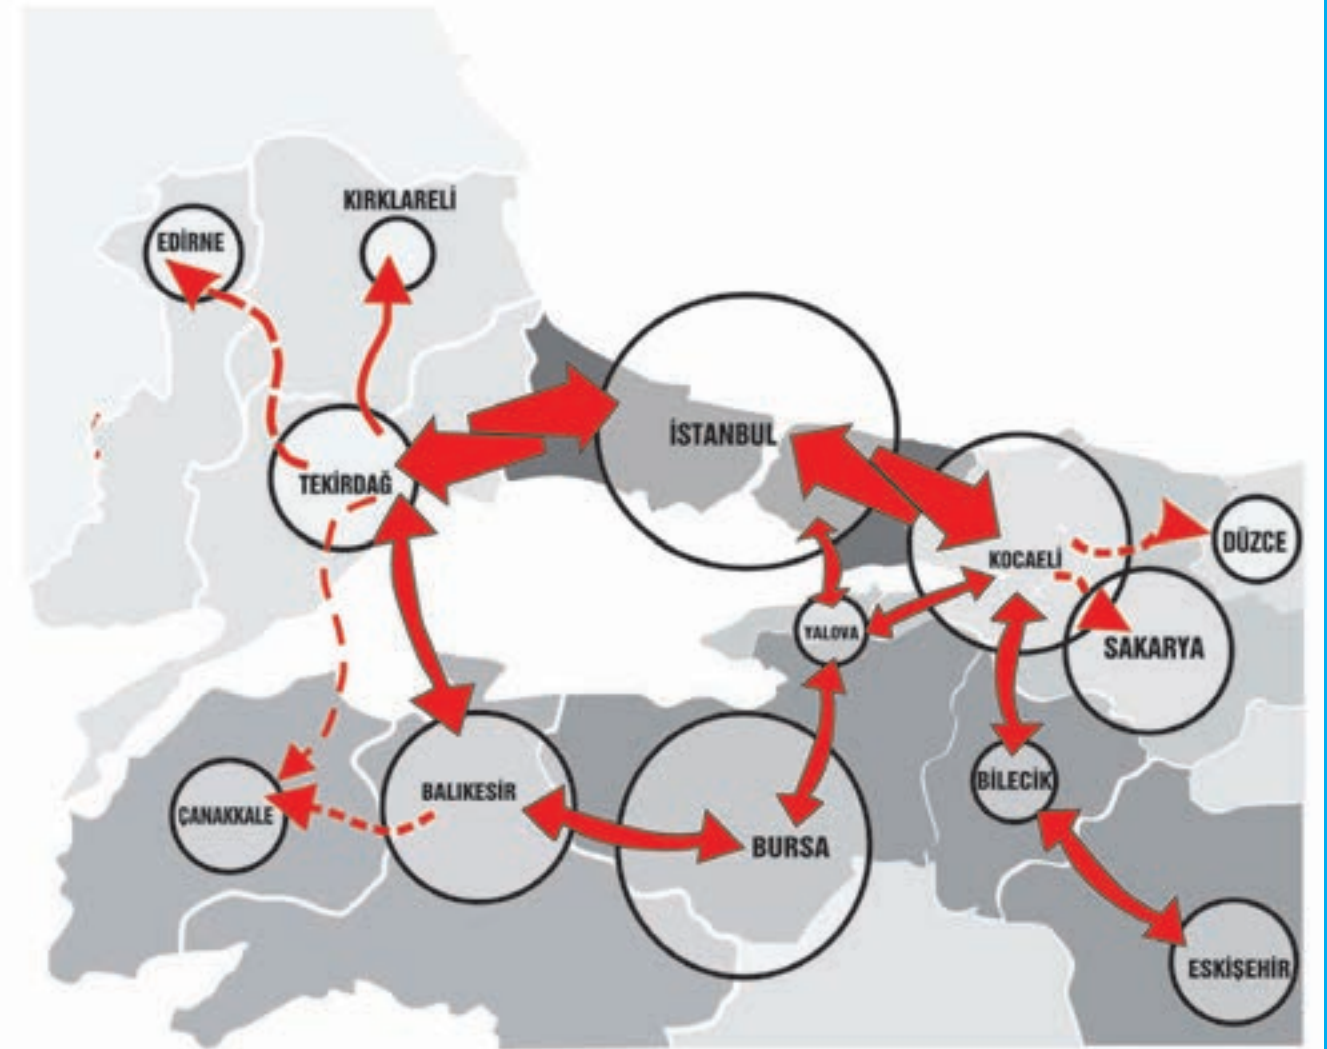 KIRKLARELİ
EDİRNE
İSTANBUL
TEKİRDAĞ
DÜZCE
KOCAELİ
YALOVA
SAKARYA
BİLECİK
BALIKESİR
ÇANAKKALE
BURSA
ESKİŞEHİR